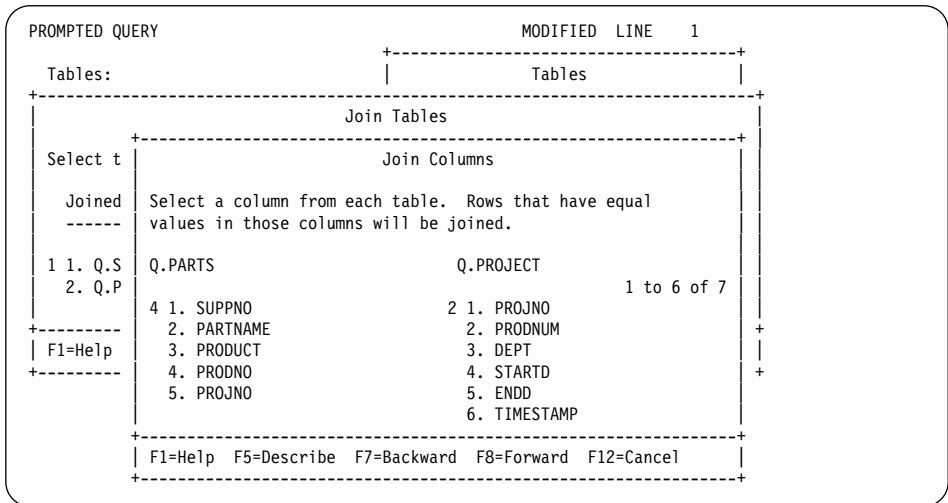 PROMPTED QUERY MODIFIED LINE 1
+--------------------------------------+
Tables: | Tables |
+-------------------------------------------------------------------------------+
| Join Tables |
| +------------------------------------------------------------------+ |
| Select t | Join Columns | |
| | | |
| Joined | Select a column from each table. Rows that have equal | |
| ------ | values in those columns will be joined. | |
| | | |
| 1 1. Q.S | Q.PARTS Q.PROJECT | |
| 2. Q.P | 1 to 6 of 7 | |
| | 4 1. SUPPNO 2 1. PROJNO | |
+--------- | 2. PARTNAME 2. PRODNUM | +
| F1=Help | 3. PRODUCT 3. DEPT | |
+--------- | 4. PRODNO 4. STARTD | +
| 5. PROJNO 5. ENDD |
| 6. TIMESTAMP |
+------------------------------------------------------------------+
| F1=Help F5=Describe F7=Backward F8=Forward F12=Cancel |
+------------------------------------------------------------------+